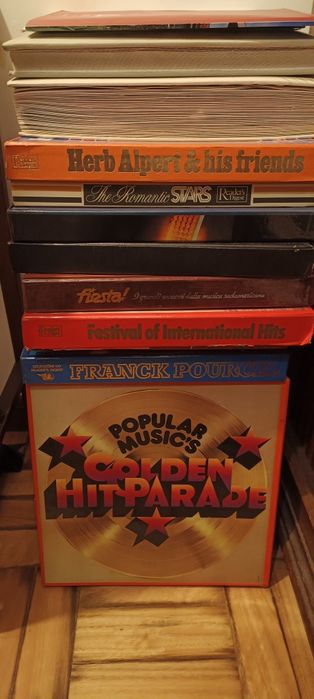 Herb Alpert & his friends
The Romantic STARS Reader's Digest
Fiesta!
Festival of International Hits
FRANCK POURCEL
POPULAR
MUSIC'S
GOLDEN
HIT PARADE